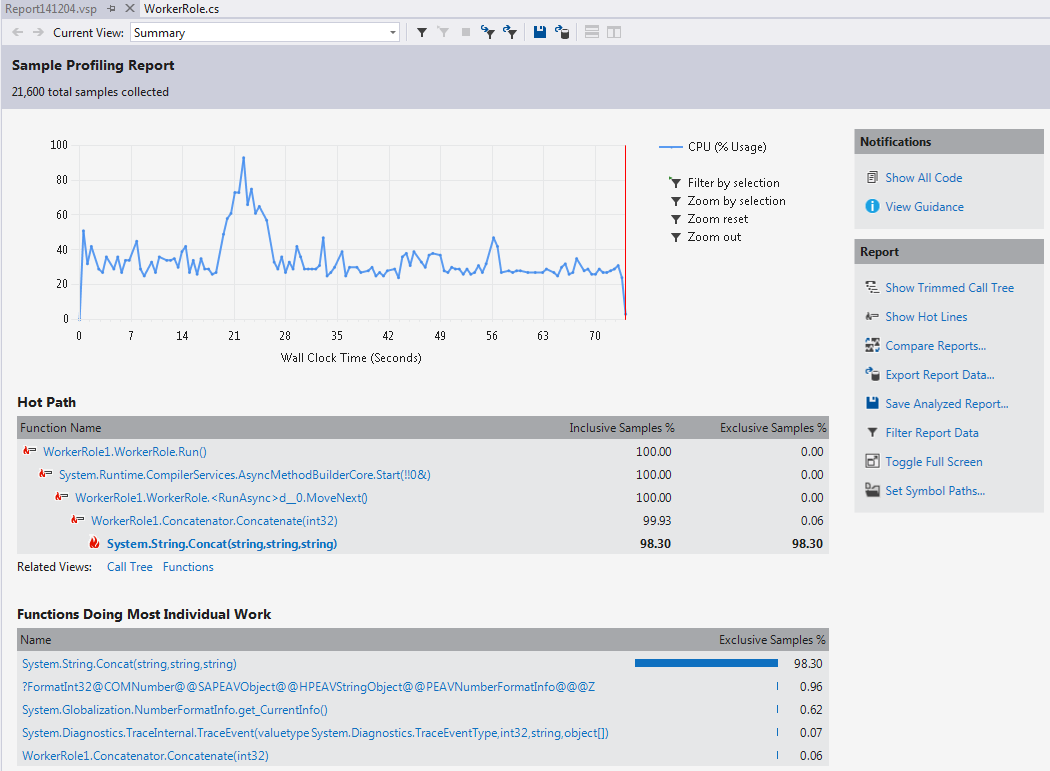 Report141204.vsp WorkerRole.cs
Current View: Summary
Sample Profiling Report
21,600 total samples collected
100
80
60
40
20
0
0 7 14 21 28 35 42 49 56 63 70
Wall Clock Time (Seconds)
CPU (% Usage)
Filter by selection
Zoom by selection
Zoom reset
Zoom out
Notifications
Show All Code
View Guidance
Report
Show Trimmed Call Tree
Show Hot Lines
Compare Reports...
Export Report Data...
Save Analyzed Report...
Filter Report Data
Toggle Full Screen
Set Symbol Paths...
Hot Path
Function Name Inclusive Samples % Exclusive Samples %
WorkerRole1.WorkerRole.Run() 100.00 0.00
System.Runtime.CompilerServices.AsyncMethodBuilderCore.Start(!!0&) 100.00 0.00
WorkerRole1.WorkerRole.<RunAsync>d__0.MoveNext() 100.00 0.00
WorkerRole1.Concatenator.Concatenate(int32) 99.93 0.06
System.String.Concat(string,string,string) 98.30 98.30
Related Views: Call Tree Functions
Functions Doing Most Individual Work
Name Exclusive Samples %
System.String.Concat(string,string,string) 98.30
?FormatInt32@COMNumber@@SAPEAVObject@@HPEAVStringObject@@PEAVNumberFormatInfo@@@Z 0.96
System.Globalization.NumberFormatInfo.get_CurrentInfo() 0.62
System.Diagnostics.TraceInternal.TraceEvent(valuetype System.Diagnostics.TraceEventType,int32,string,object[]) 0.07
WorkerRole1.Concatenator.Concatenate(int32) 0.06